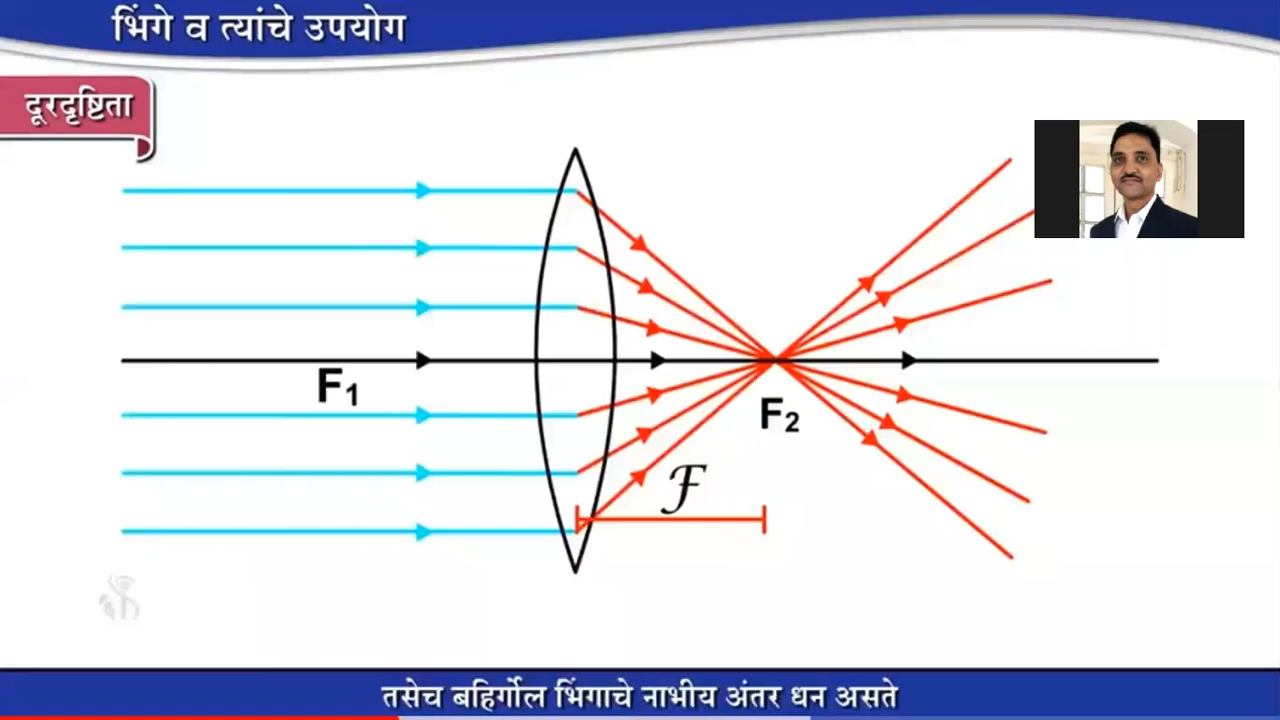 भिंगे व त्यांचे उपयोग
दूरदृष्टिता
F₁
F₂
F
तसेच बहिर्गोल भिंगाचे नाभीय अंतर धन असते